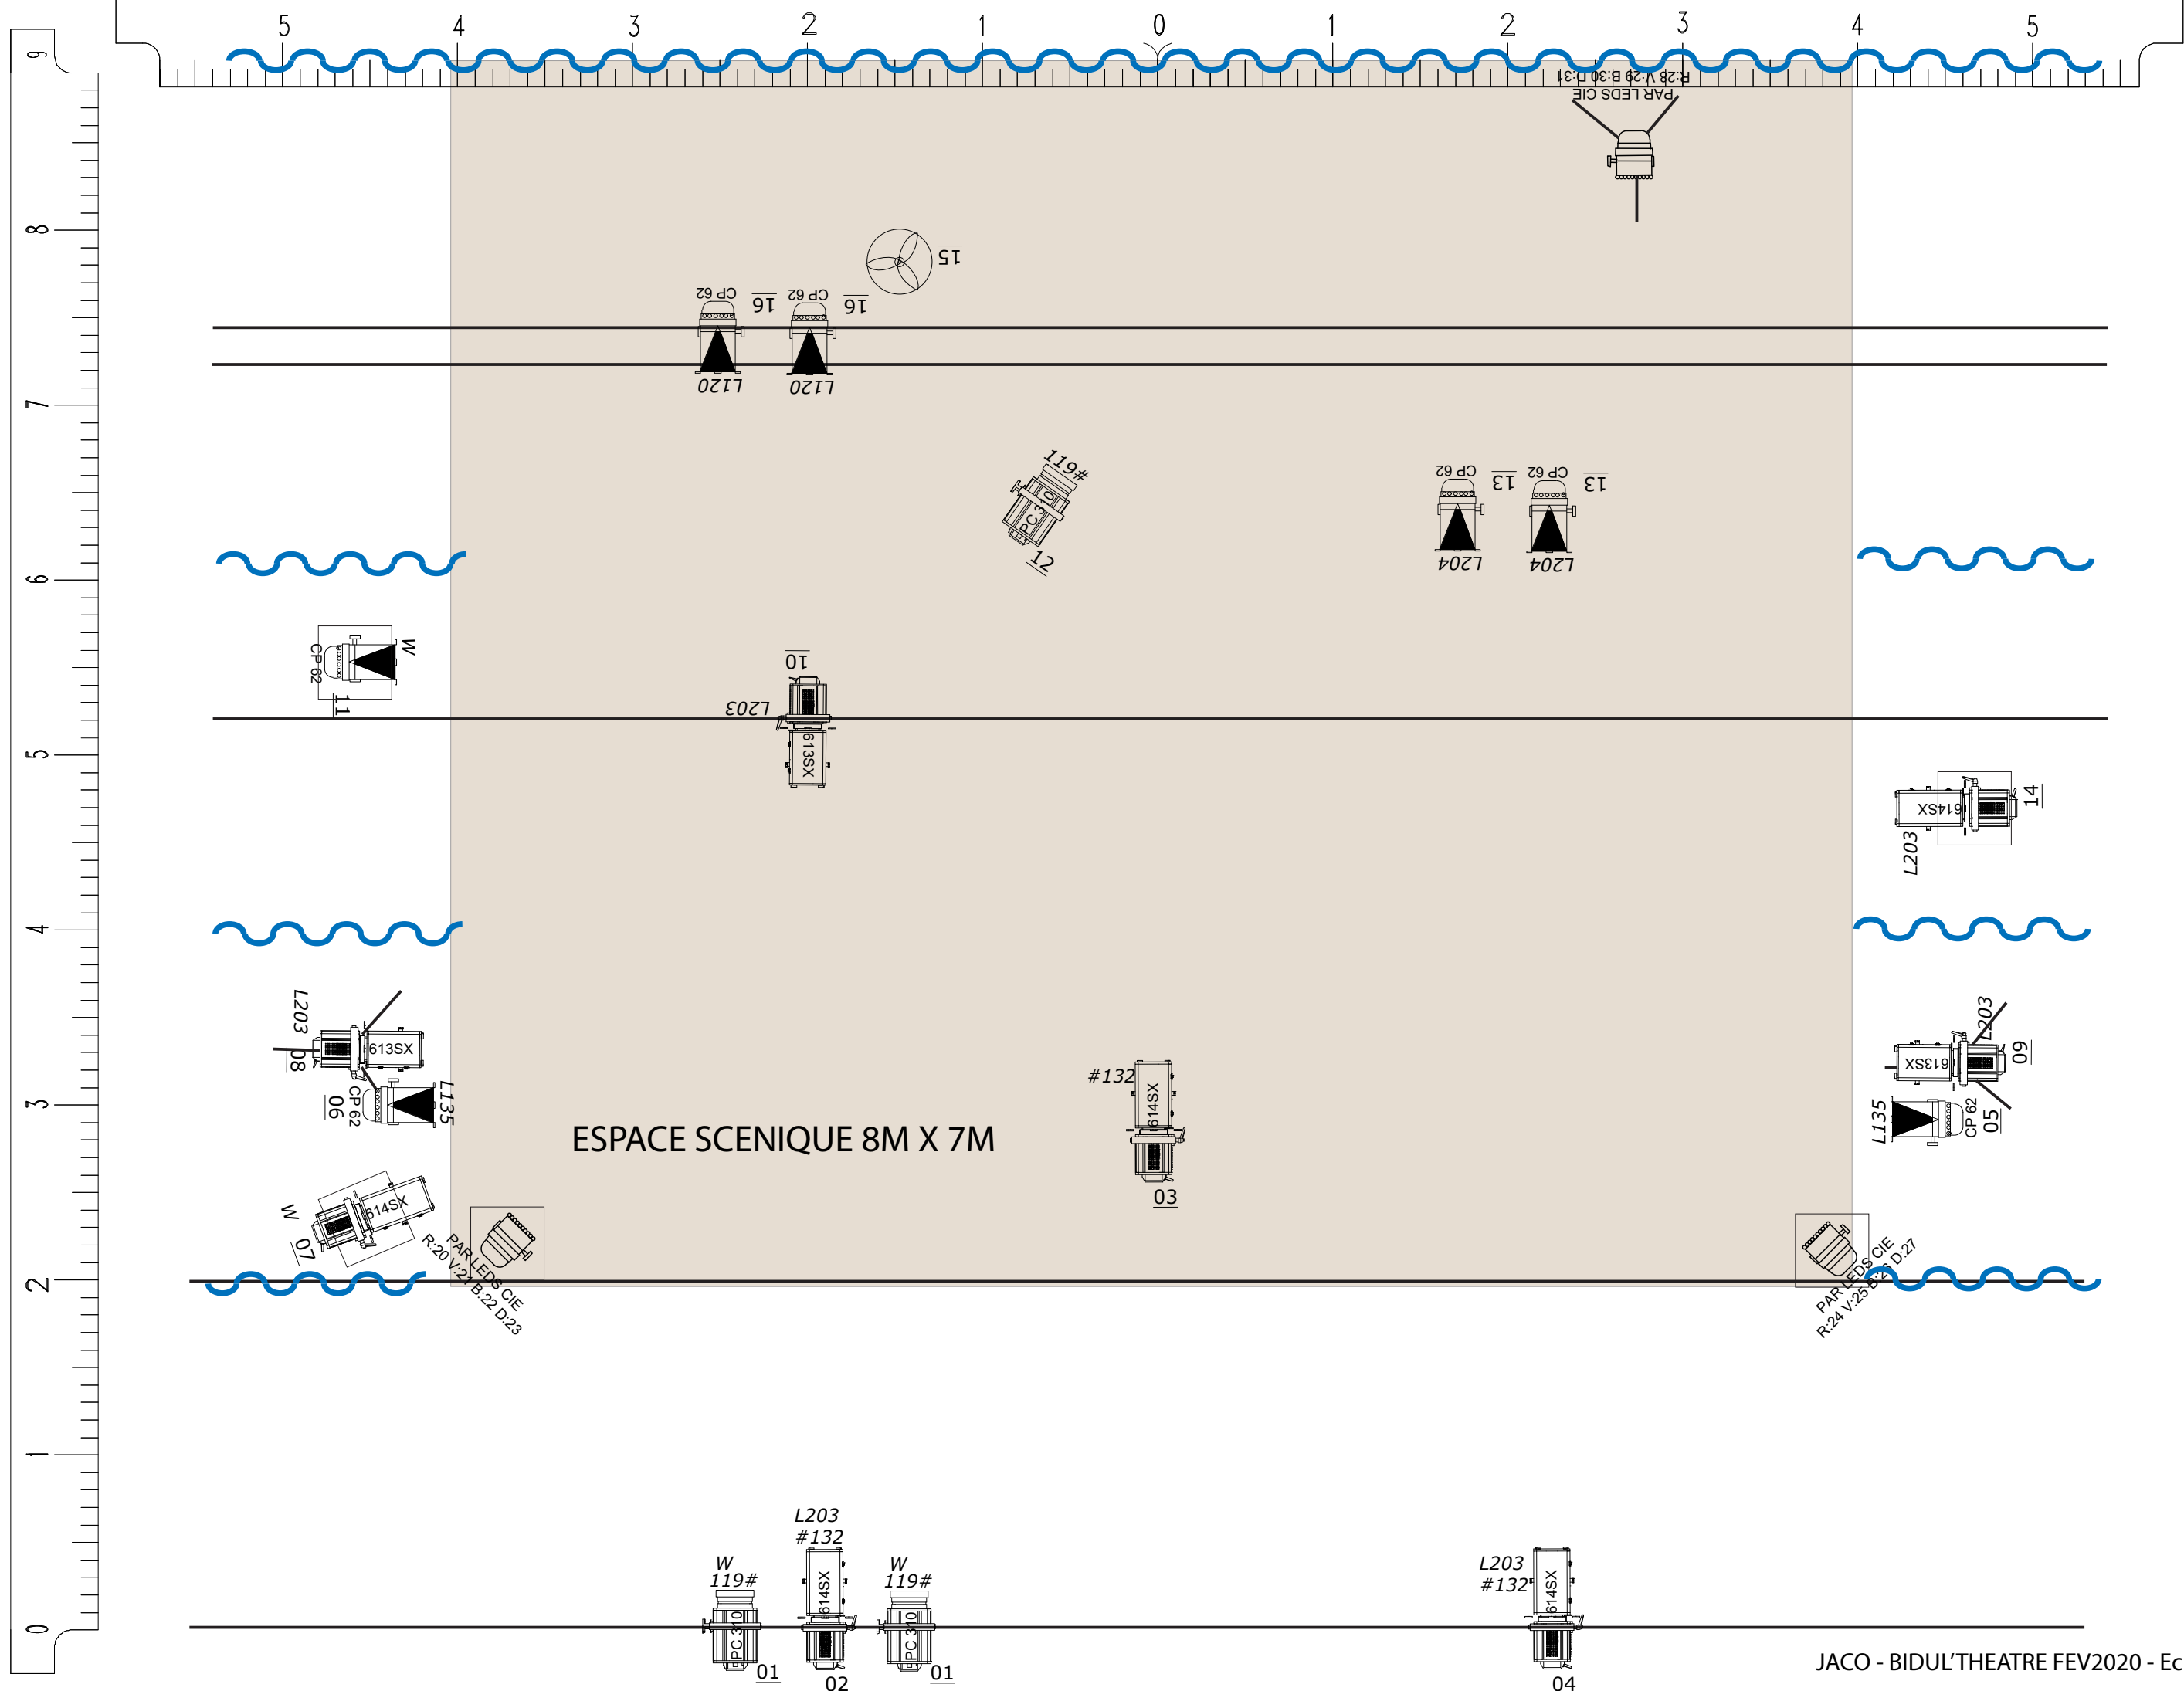 5 4 3 2 1 0 1 2 3 4 5
9
R:28 V:29 B:30 D:31
PAR LEDS CIE
8
15
CP 62
16
CP 62
16
L120
L120
7
119#
PC 310
12
CP 62
13
CP 62
13
L204
L204
6
W
CP 62
11
10
L203
613SX
5
614SX
14
L203
4
L203
08
613SX
L203
613SX
09
#132
614SX
03
3
CP 62
06
L135
L135
CP 62
05
ESPACE SCENIQUE 8M X 7M
W
07
614SX
PAR LEDS CIE
R:20 V:21 B:22 D:23
PAR LEDS CIE
R:24 V:25 B:26 D:27
2
1
L203
#132
W
119#
W
119#
L203
#132
614SX
614SX
0
PC 310
PC 310
01
02
01
04
JACO - BIDUL'THEATRE FEV2020 - Ec